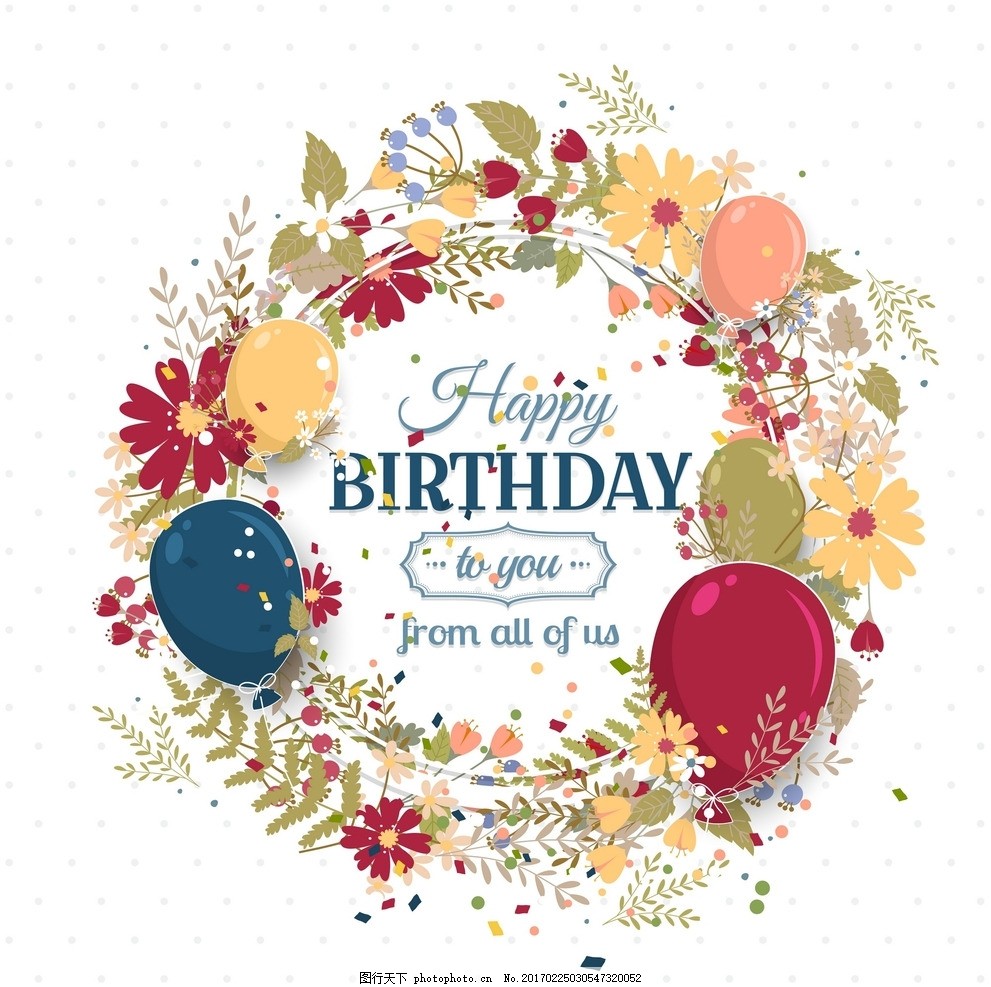 Happy
BIRTHDAY
··· to you ···
from all of us
图行天下 photophoto.cn No.20170225030547320052